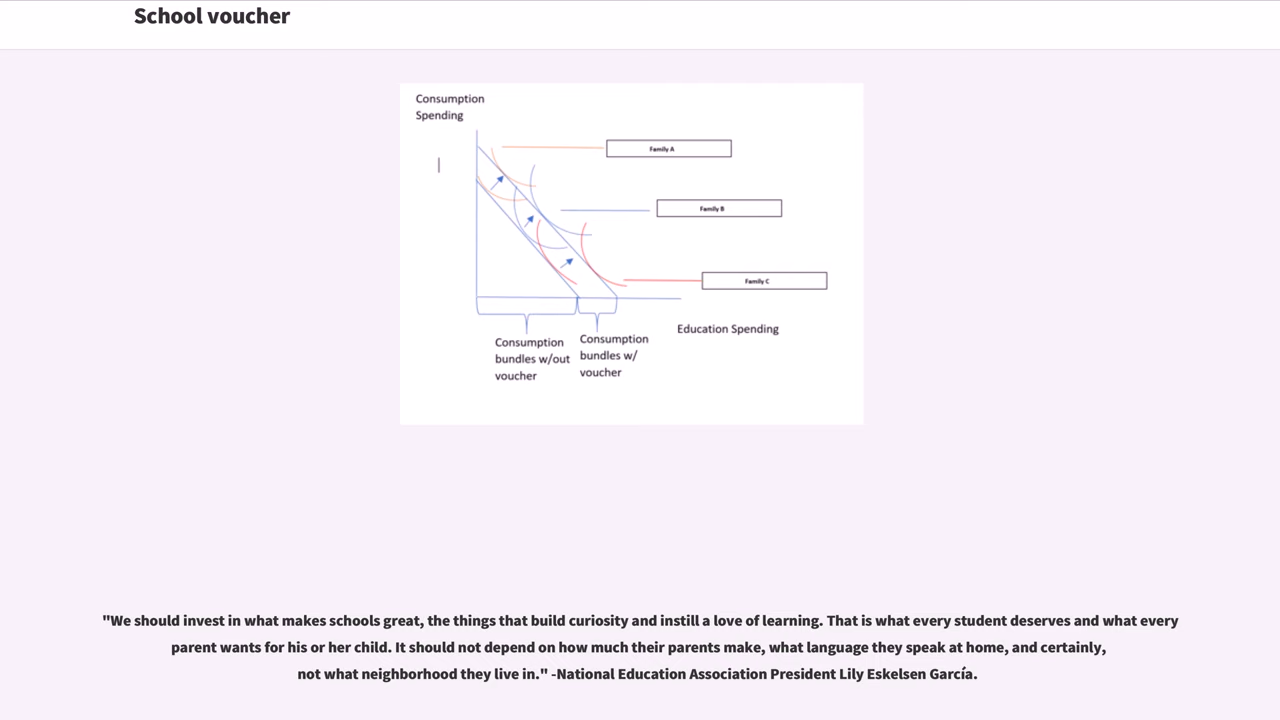 School voucher
Consumption
Spending
Family A
Family B
Family C
Education Spending
Consumption
bundles w/out
voucher
Consumption
bundles w/
voucher
"We should invest in what makes schools great, the things that build curiosity and instill a love of learning. That is what every student deserves and what every
parent wants for his or her child. It should not depend on how much their parents make, what language they speak at home, and certainly,
not what neighborhood they live in." -National Education Association President Lily Eskelsen García.